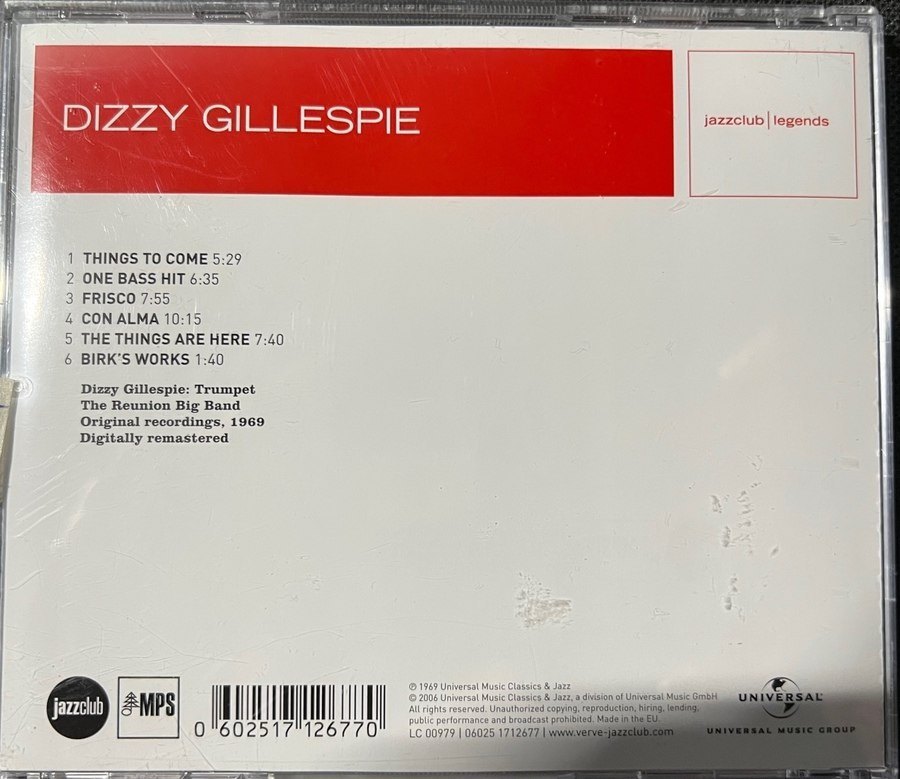 DIZZY GILLESPIE
jazzclub|legends
1 THINGS TO COME 5:29
2 ONE BASS HIT 6:35
3 FRISCO 7:55
4 CON ALMA 10:15
5 THE THINGS ARE HERE 7:40
6 BIRK'S WORKS 1:40
Dizzy Gillespie: Trumpet
The Reunion Big Band
Original recordings, 1969
Digitally remastered
jazzclub
MPS
0 602517 126770
℗ 1969 Universal Music Classics & Jazz
© 2006 Universal Music Classics & Jazz, a division of Universal Music GmbH
All rights reserved. Unauthorized copying, reproduction, hiring, lending,
public performance and broadcast prohibited. Made in the EU.
LC 00979 | 06025 1712677 | www.verve-jazzclub.com
UNIVERSAL
UNIVERSAL MUSIC GROUP